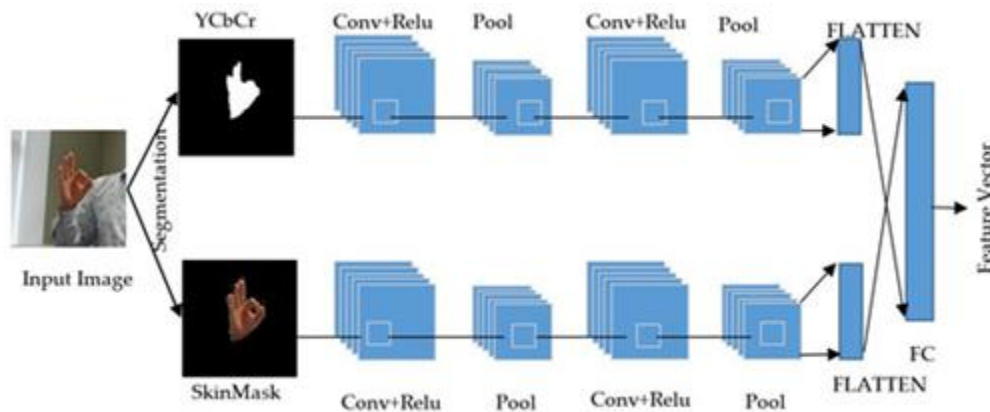 YCbCr
Conv+Relu
Pool
Conv+Relu
Pool
FLATTEN
Segmentation
Input Image
Feature Vector
SkinMask
Conv+Relu
Pool
Conv+Relu
Pool
FLATTEN
FC